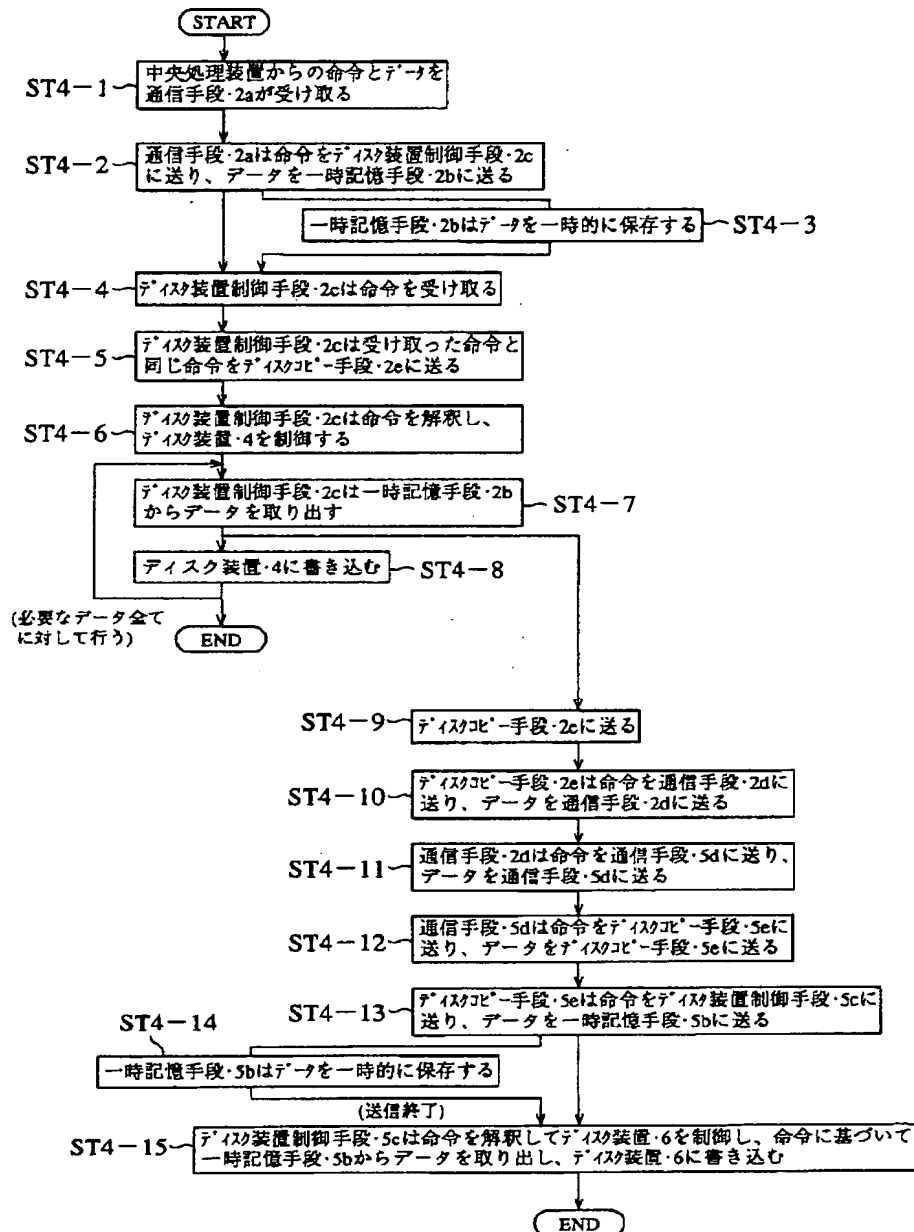 START
ST4-1
中央処理装置からの命令とデータを
通信手段・2aが受け取る
ST4-2
通信手段・2aは命令をディスク装置制御手段・2c
に送り、データを一時記憶手段・2bに送る
一時記憶手段・2bはデータを一時的に保存する
ST4-3
ST4-4
ディスク装置制御手段・2cは命令を受け取る
ST4-5
ディスク装置制御手段・2cは受け取った命令と
同じ命令をディスクコピー手段・2eに送る
ST4-6
ディスク装置制御手段・2cは命令を解釈し、
ディスク装置・4を制御する
ディスク装置制御手段・2cは一時記憶手段・2b
からデータを取り出す
ST4-7
ディスク装置・4に書き込む
ST4-8
(必要なデータ全て
に対して行う)
END
ST4-9
ディスクコピー手段・2eに送る
ST4-10
ディスクコピー手段・2eは命令を通信手段・2dに
送り、データを通信手段・2dに送る
ST4-11
通信手段・2dは命令を通信手段・5dに送り、
データを通信手段・5dに送る
ST4-12
通信手段・5dは命令をディスクコピー手段・5eに
送り、データをディスクコピー手段・5eに送る
ST4-13
ディスクコピー手段・5eは命令をディスク装置制御手段・5cに
送り、データを一時記憶手段・5bに送る
ST4-14
一時記憶手段・5bはデータを一時的に保存する
(送信終了)
ST4-15
ディスク装置制御手段・5cは命令を解釈してディスク装置・6を制御し、命令に基づいて
一時記憶手段・5bからデータを取り出し、ディスク装置・6に書き込む
END